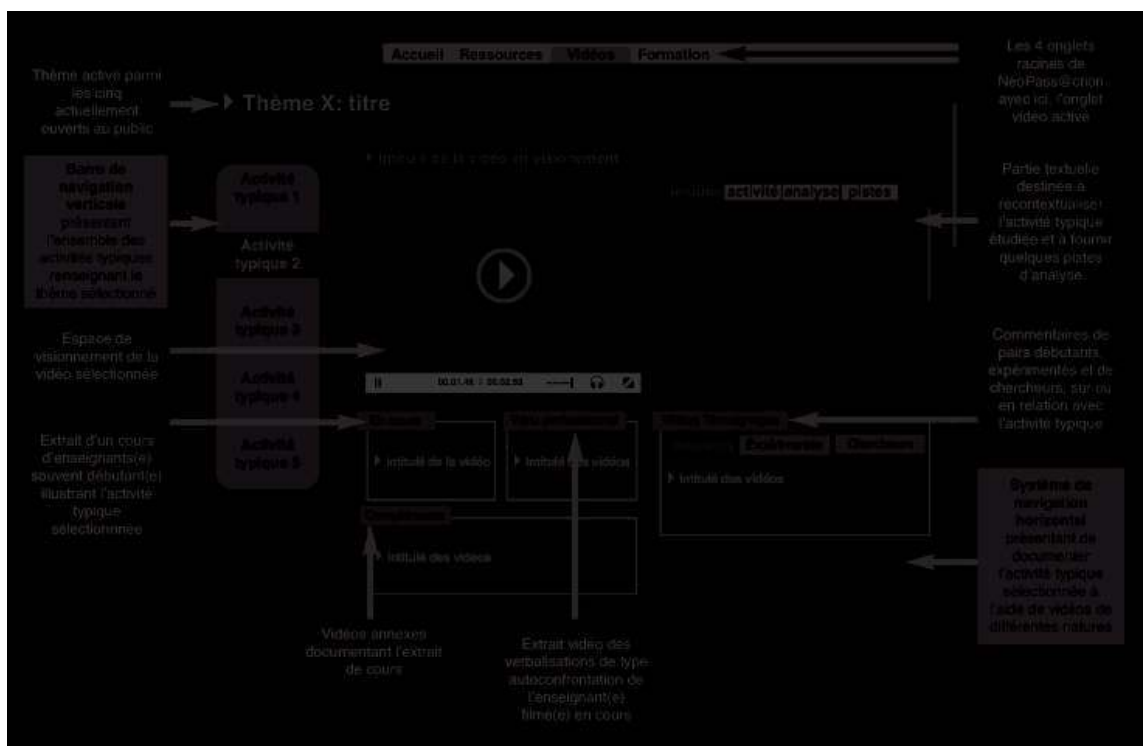 Accueil Ressources Vidéos Formation
Les 4 onglets
racines de
NéoPass@ction
avec ici, l'onglet
vidéo activé
Thème activé parmi
les cinq
actuellement
ouverts au public
Thème X: titre
Intitulé de la vidéo en visionnement
Barre de
navigation
verticale
présentant
l'ensemble des
activités typiques
renseignant le
thème sélectionné
Activité
typique 1
activité analyse pistes
Partie textuelle
destinée à
recontextualiser
l'activité typique
étudiée et à fournir
quelques pistes
d'analyse.
Activité
typique 2
Activité
typique 3
Espace de
visionnement de la
vidéo sélectionnée
Commentaires de
pairs débutants,
expérimentés et de
chercheurs, sur ou
en relation avec
l'activité typique
Activité
typique 4
Extrait d'un cours
d'enseignants(e)
souvent débutant(e)
illustrant l'activité
typique
sélectionnée
Activité
typique 5
Intitulé de la vidéo
Intitulé des vidéos
Chercheurs
Intitulé des vidéos
Intitulé des vidéos
Système de
navigation
horizontal
présentant de
documenter
l'activité typique
sélectionnée à
l'aide de vidéos de
différentes natures
Vidéos annexes
documentant l'extrait
de cours
Extrait vidéo des
verbalisations de type
autoconfrontation de
l'enseignant(e)
filmé(e) en cours